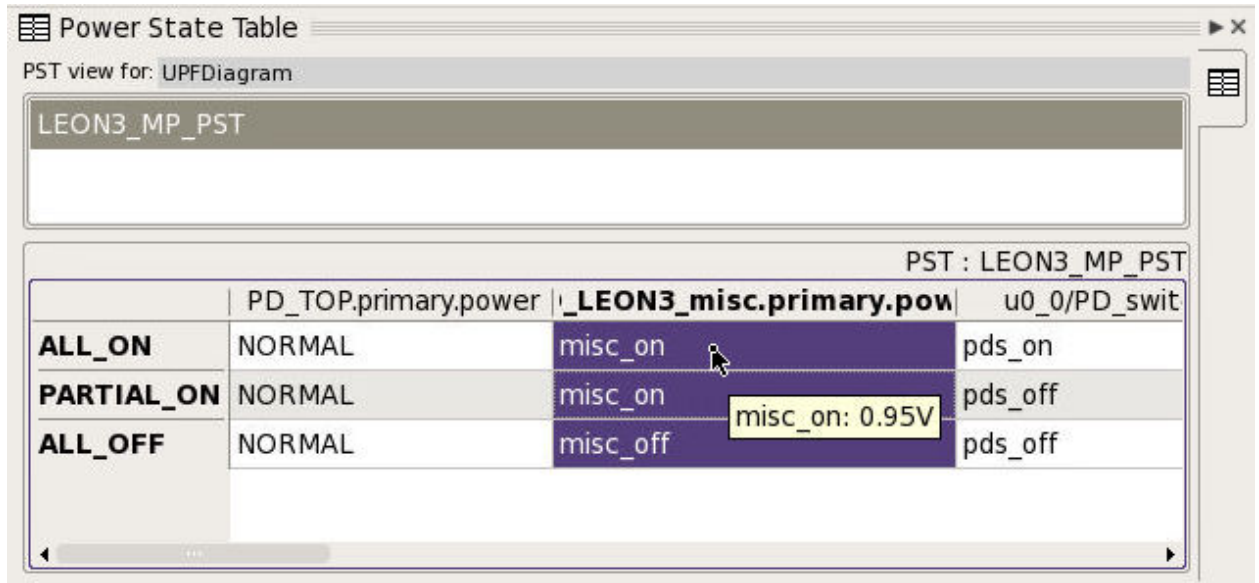 Power State Table
PST view for: UPFDiagram
LEON3_MP_PST
PST : LEON3_MP_PST
PD_TOP.primary.power _LEON3_misc.primary.pow u0_0/PD_swit
ALL_ON NORMAL misc_on pds_on
PARTIAL_ON NORMAL misc_on pds_off
misc_on: 0.95V
ALL_OFF NORMAL misc_off pds_off